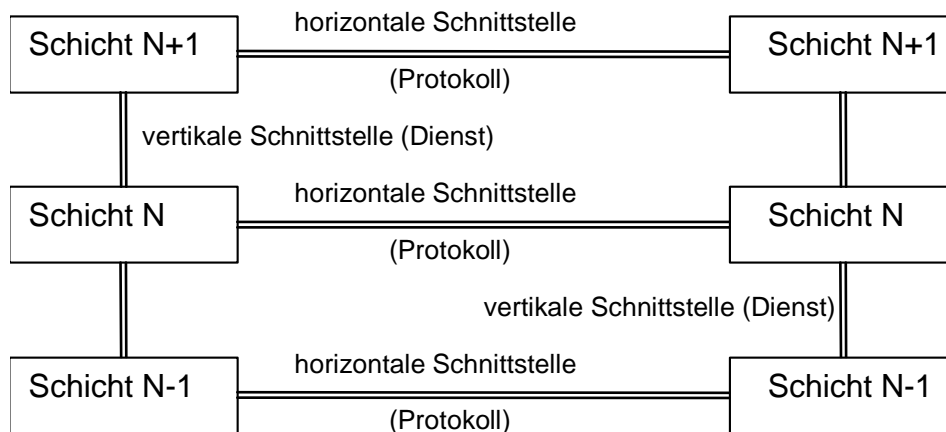 horizontale Schnittstelle
Schicht N+1
Schicht N+1
(Protokoll)
vertikale Schnittstelle (Dienst)
horizontale Schnittstelle
Schicht N
Schicht N
(Protokoll)
vertikale Schnittstelle (Dienst)
horizontale Schnittstelle
Schicht N-1
Schicht N-1
(Protokoll)